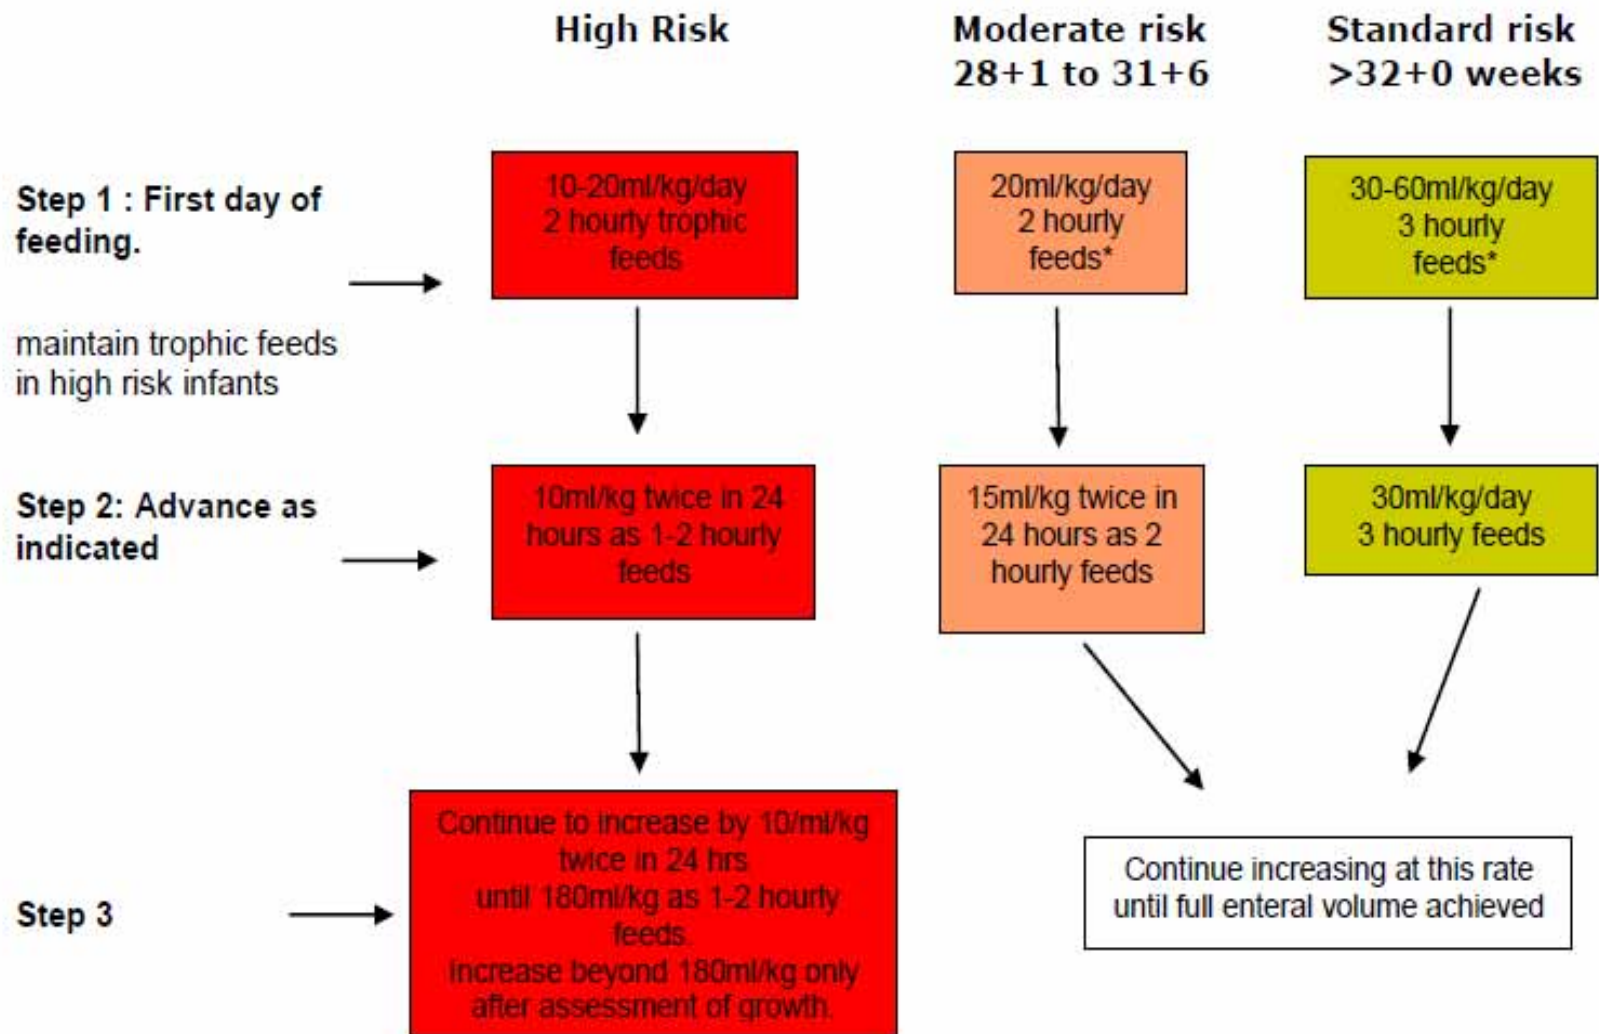 High Risk
Moderate risk
28+1 to 31+6
Standard risk
>32+0 weeks
Step 1 : First day of
feeding.
maintain trophic feeds
in high risk infants
10-20ml/kg/day
2 hourly trophic
feeds
20ml/kg/day
2 hourly
feeds*
30-60ml/kg/day
3 hourly
feeds*
Step 2: Advance as
indicated
10ml/kg twice in 24
hours as 1-2 hourly
feeds
15ml/kg twice in
24 hours as 2
hourly feeds
30ml/kg/day
3 hourly feeds
Step 3
Continue to increase by 10/ml/kg
twice in 24 hrs
until 180ml/kg as 1-2 hourly
feeds.
Increase beyond 180ml/kg only
after assessment of growth.
Continue increasing at this rate
until full enteral volume achieved